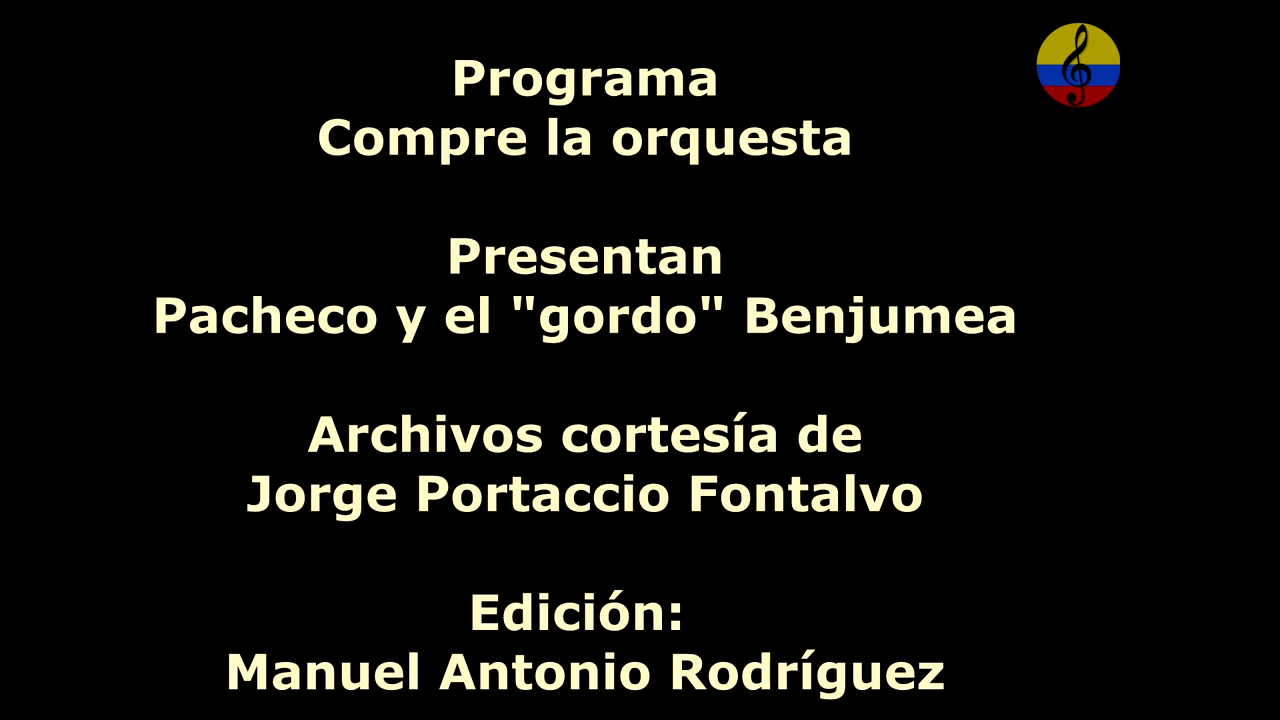 Programa
Compre la orquesta
Presentan
Pacheco y el "gordo" Benjumea
Archivos cortesía de
Jorge Portaccio Fontalvo
Edición:
Manuel Antonio Rodríguez